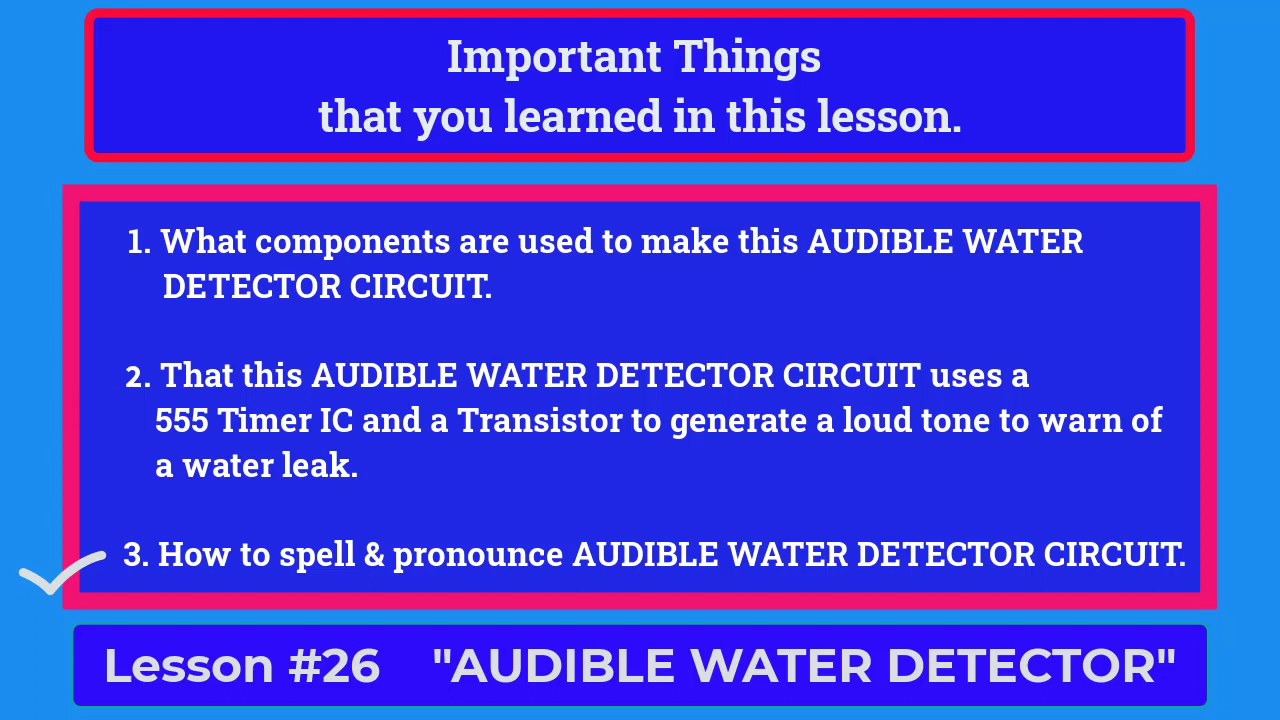 Important Things
that you learned in this lesson.
1. What components are used to make this AUDIBLE WATER
DETECTOR CIRCUIT.
2. That this AUDIBLE WATER DETECTOR CIRCUIT uses a
555 Timer IC and a Transistor to generate a loud tone to warn of
a water leak.
3. How to spell & pronounce AUDIBLE WATER DETECTOR CIRCUIT.
Lesson #26 "AUDIBLE WATER DETECTOR"